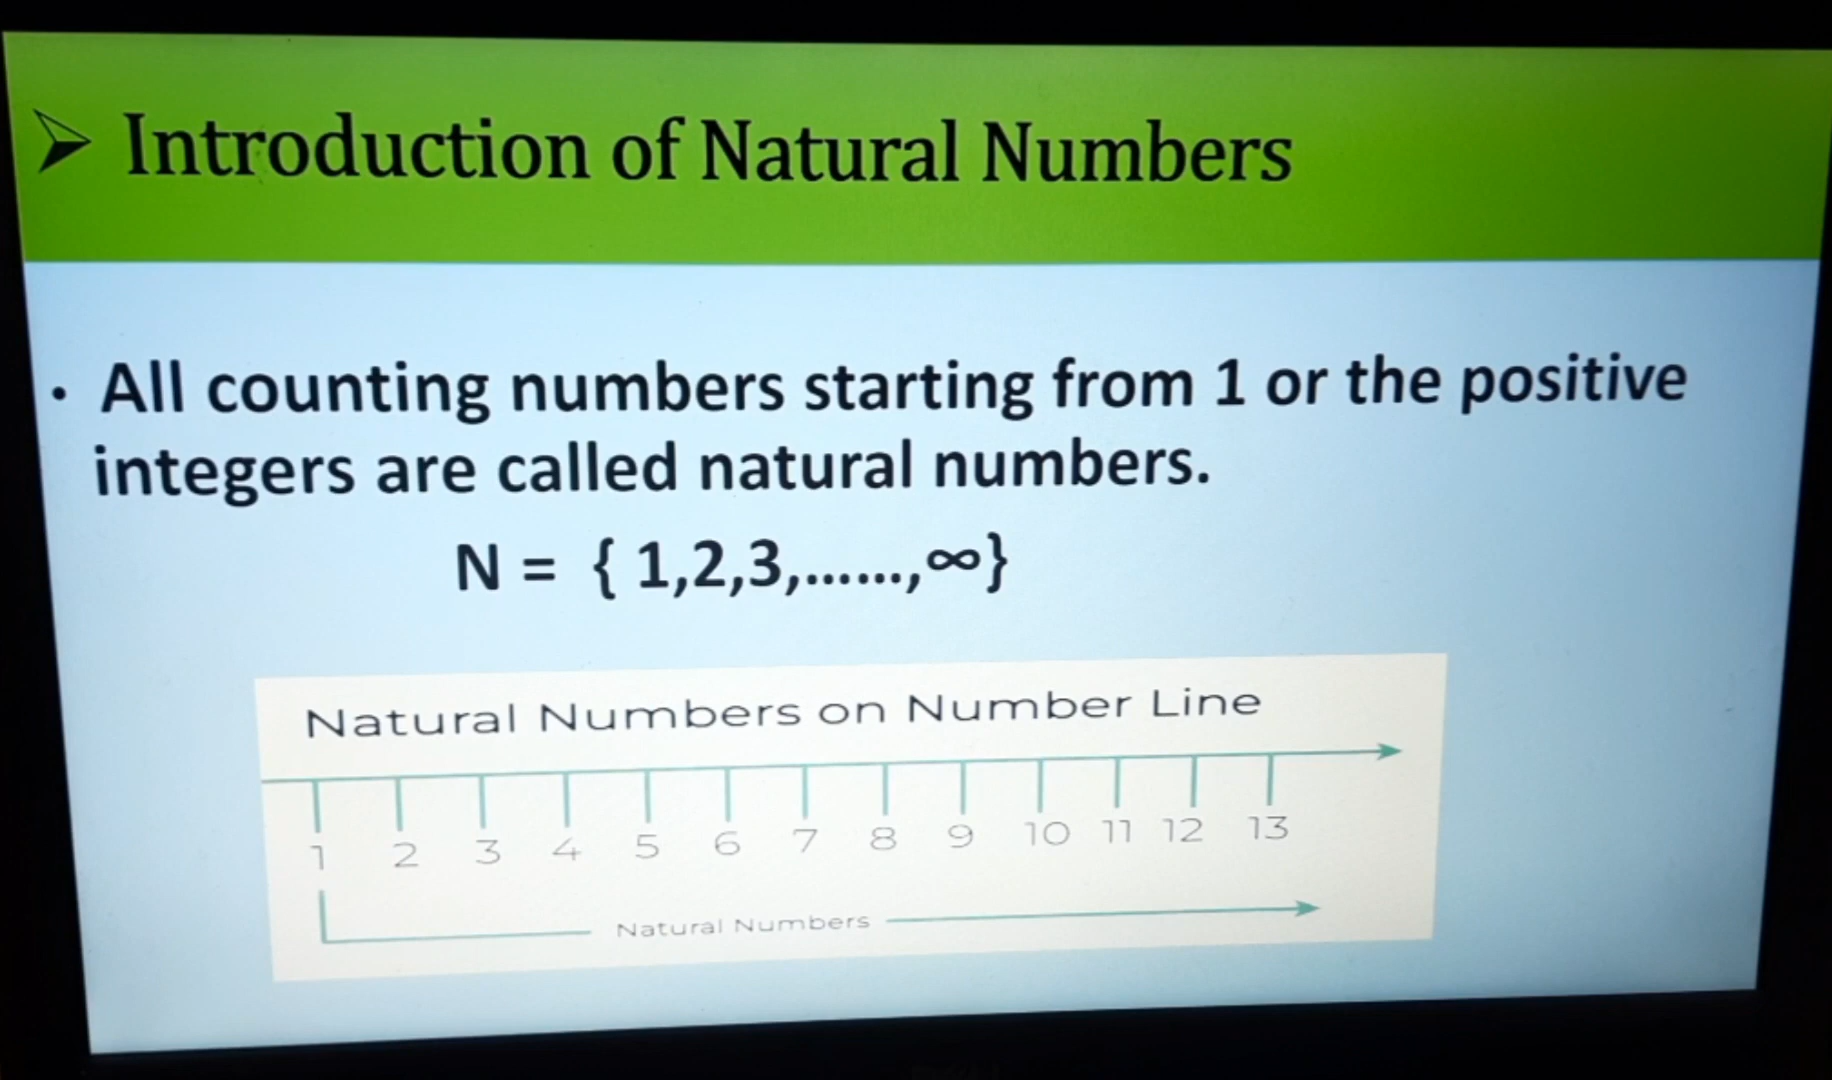 ➢ Introduction of Natural Numbers
• All counting numbers starting from 1 or the positive
integers are called natural numbers.
N = { 1,2,3,......,∞}
Natural Numbers on Number Line
1 2 3 4 5 6 7 8 9 10 11 12 13
Natural Numbers